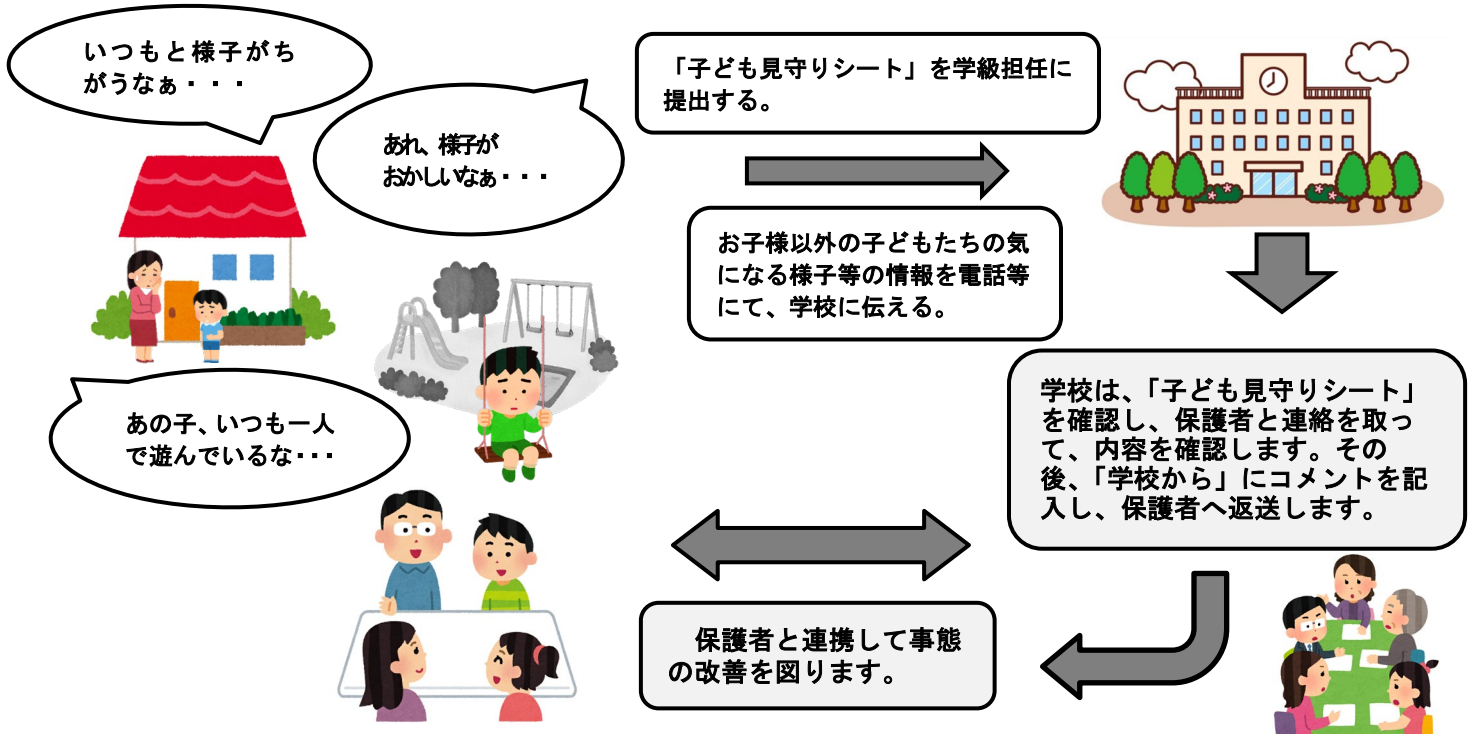 いつもと様子がち
がうなぁ・・・
あれ、様子が
おかしいなぁ・・・
あの子、いつも一人
で遊んでいるな・・・
「子ども見守りシート」を学級担任に
提出する。
お子様以外の子どもたちの気
になる様子等の情報を電話等
にて、学校に伝える。
学校は、「子ども見守りシート」
を確認し、保護者と連絡を取っ
て、内容を確認します。その
後、「学校から」にコメントを記
入し、保護者へ返送します。
保護者と連携して事態
の改善を図ります。